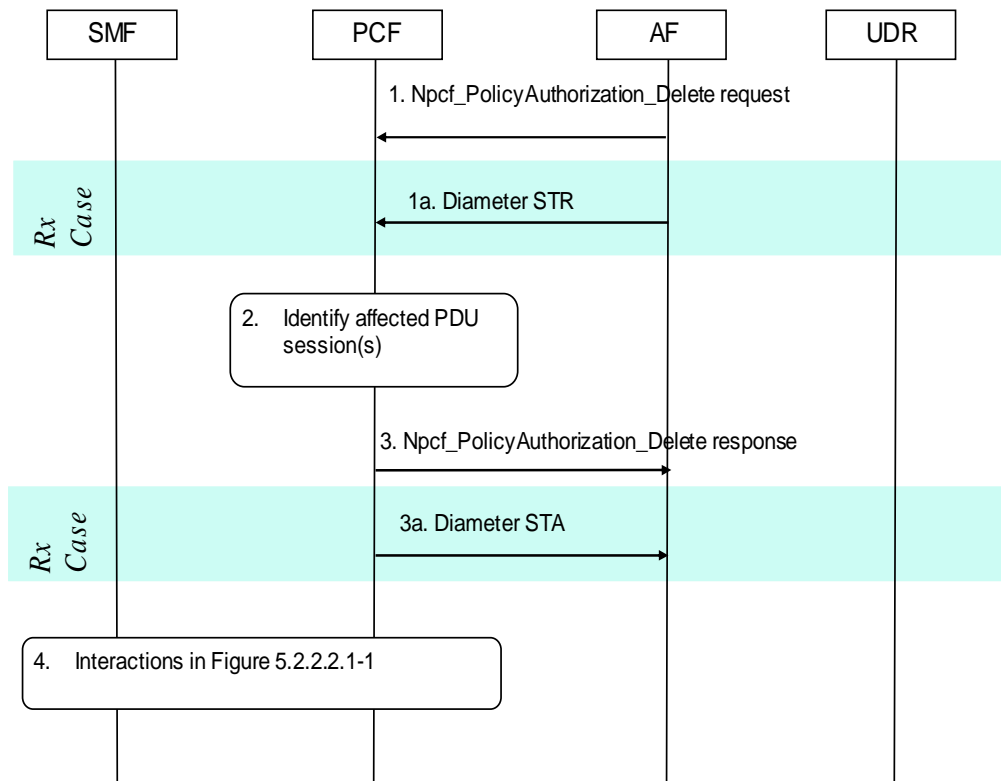 SMF PCF AF UDR
1. Npcf_PolicyAuthorization_Delete request
Rx
Case
1a. Diameter STR
2. Identify affected PDU
session(s)
3. Npcf_PolicyAuthorization_Delete response
Rx
Case
3a. Diameter STA
4. Interactions in Figure 5.2.2.2.1-1